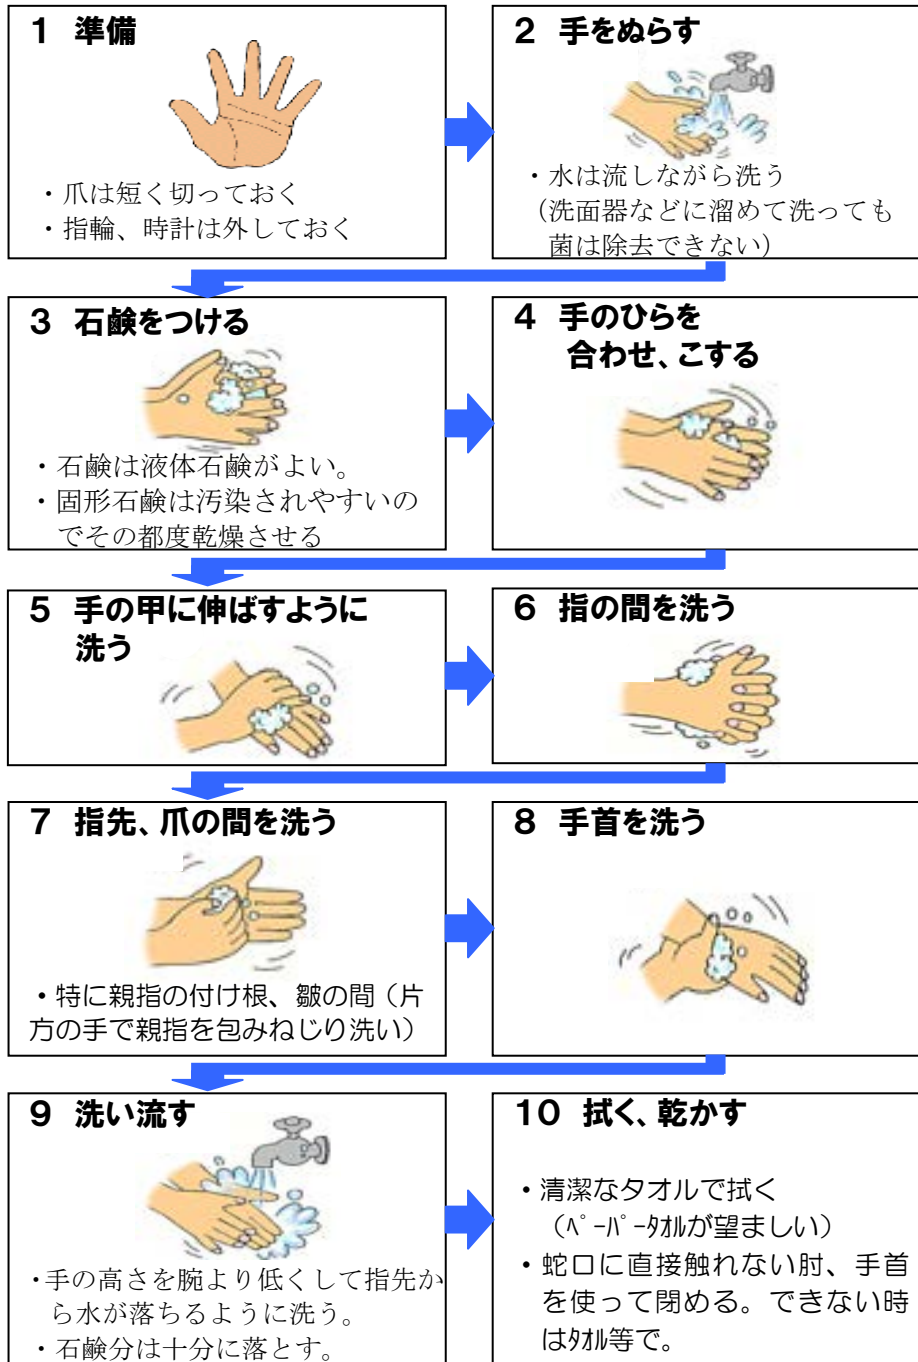 1 準備
・爪は短く切っておく
・指輪、時計は外しておく
2 手をぬらす
・水は流しながら洗う
(洗面器などに溜めて洗っても
菌は除去できない)
3 石鹸をつける
・石鹸は液体石鹸がよい。
・固形石鹸は汚染されやすいの
でその都度乾燥させる
4 手のひらを
合わせ、こする
5 手の甲に伸ばすように
洗う
6 指の間を洗う
7 指先、爪の間を洗う
・特に親指の付け根、皺の間(片
方の手で親指を包みねじり洗い)
8 手首を洗う
9 洗い流す
・手の高さを腕より低くして指先か
ら水が落ちるように洗う。
・石鹸分は十分に落とす。
10 拭く、乾かす
・清潔なタオルで拭く
(ﾍﾟｰﾊﾟｰﾀｵﾙが望ましい)
・蛇口に直接触れない肘、手首
を使って閉める。できない時
はﾀｵﾙ等で。